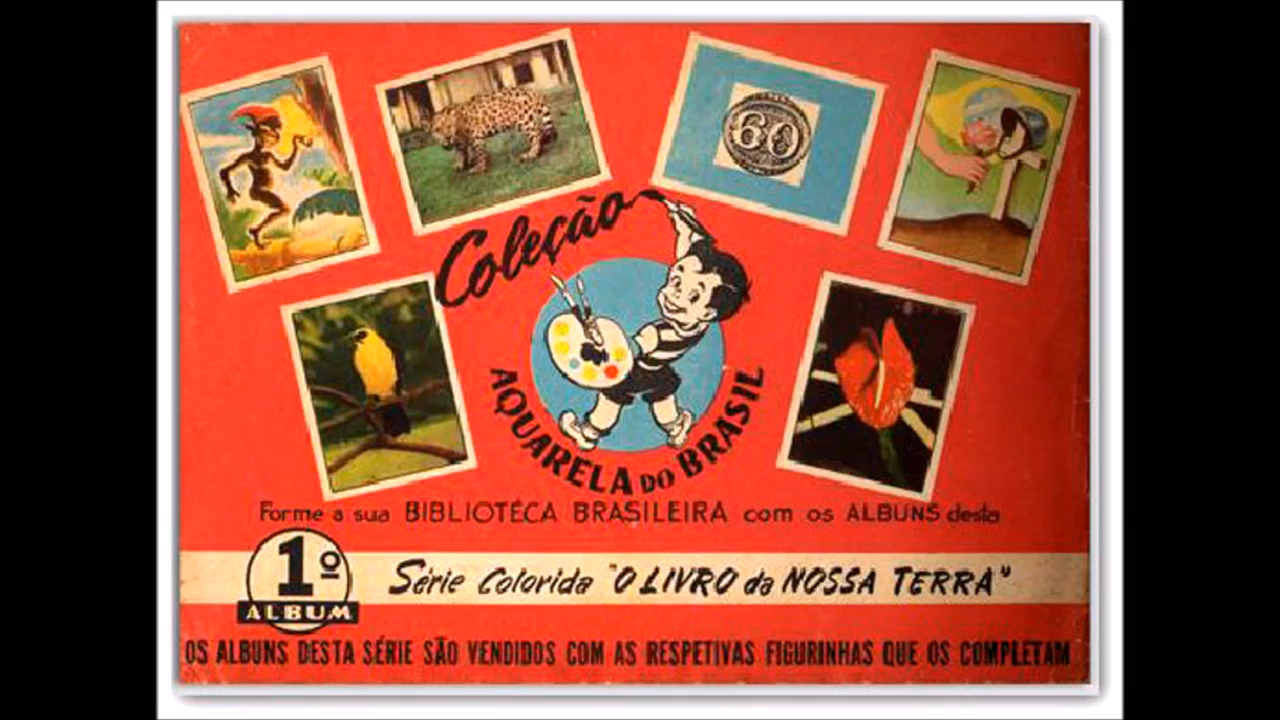 60
Coleção
AQUARELA DO BRASIL
Forme a sua BIBLIOTÉCA BRASILEIRA com os ALBUNS desta
1º
ALBUM
Série Colorida "O LIVRO da NOSSA TERRA"
OS ALBUNS DESTA SÉRIE SÃO VENDIDOS COM AS RESPETIVAS FIGURINHAS QUE OS COMPLETAM